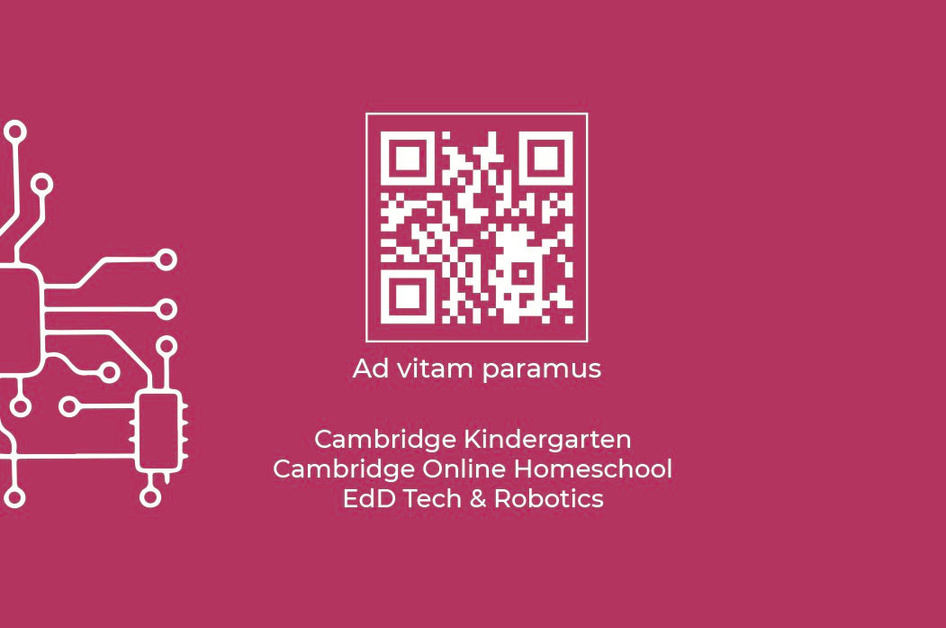 Ad vitam paramus
Cambridge Kindergarten
Cambridge Online Homeschool
EdD Tech & Robotics